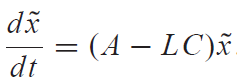 dx̃/dt = (A − LC)x̃